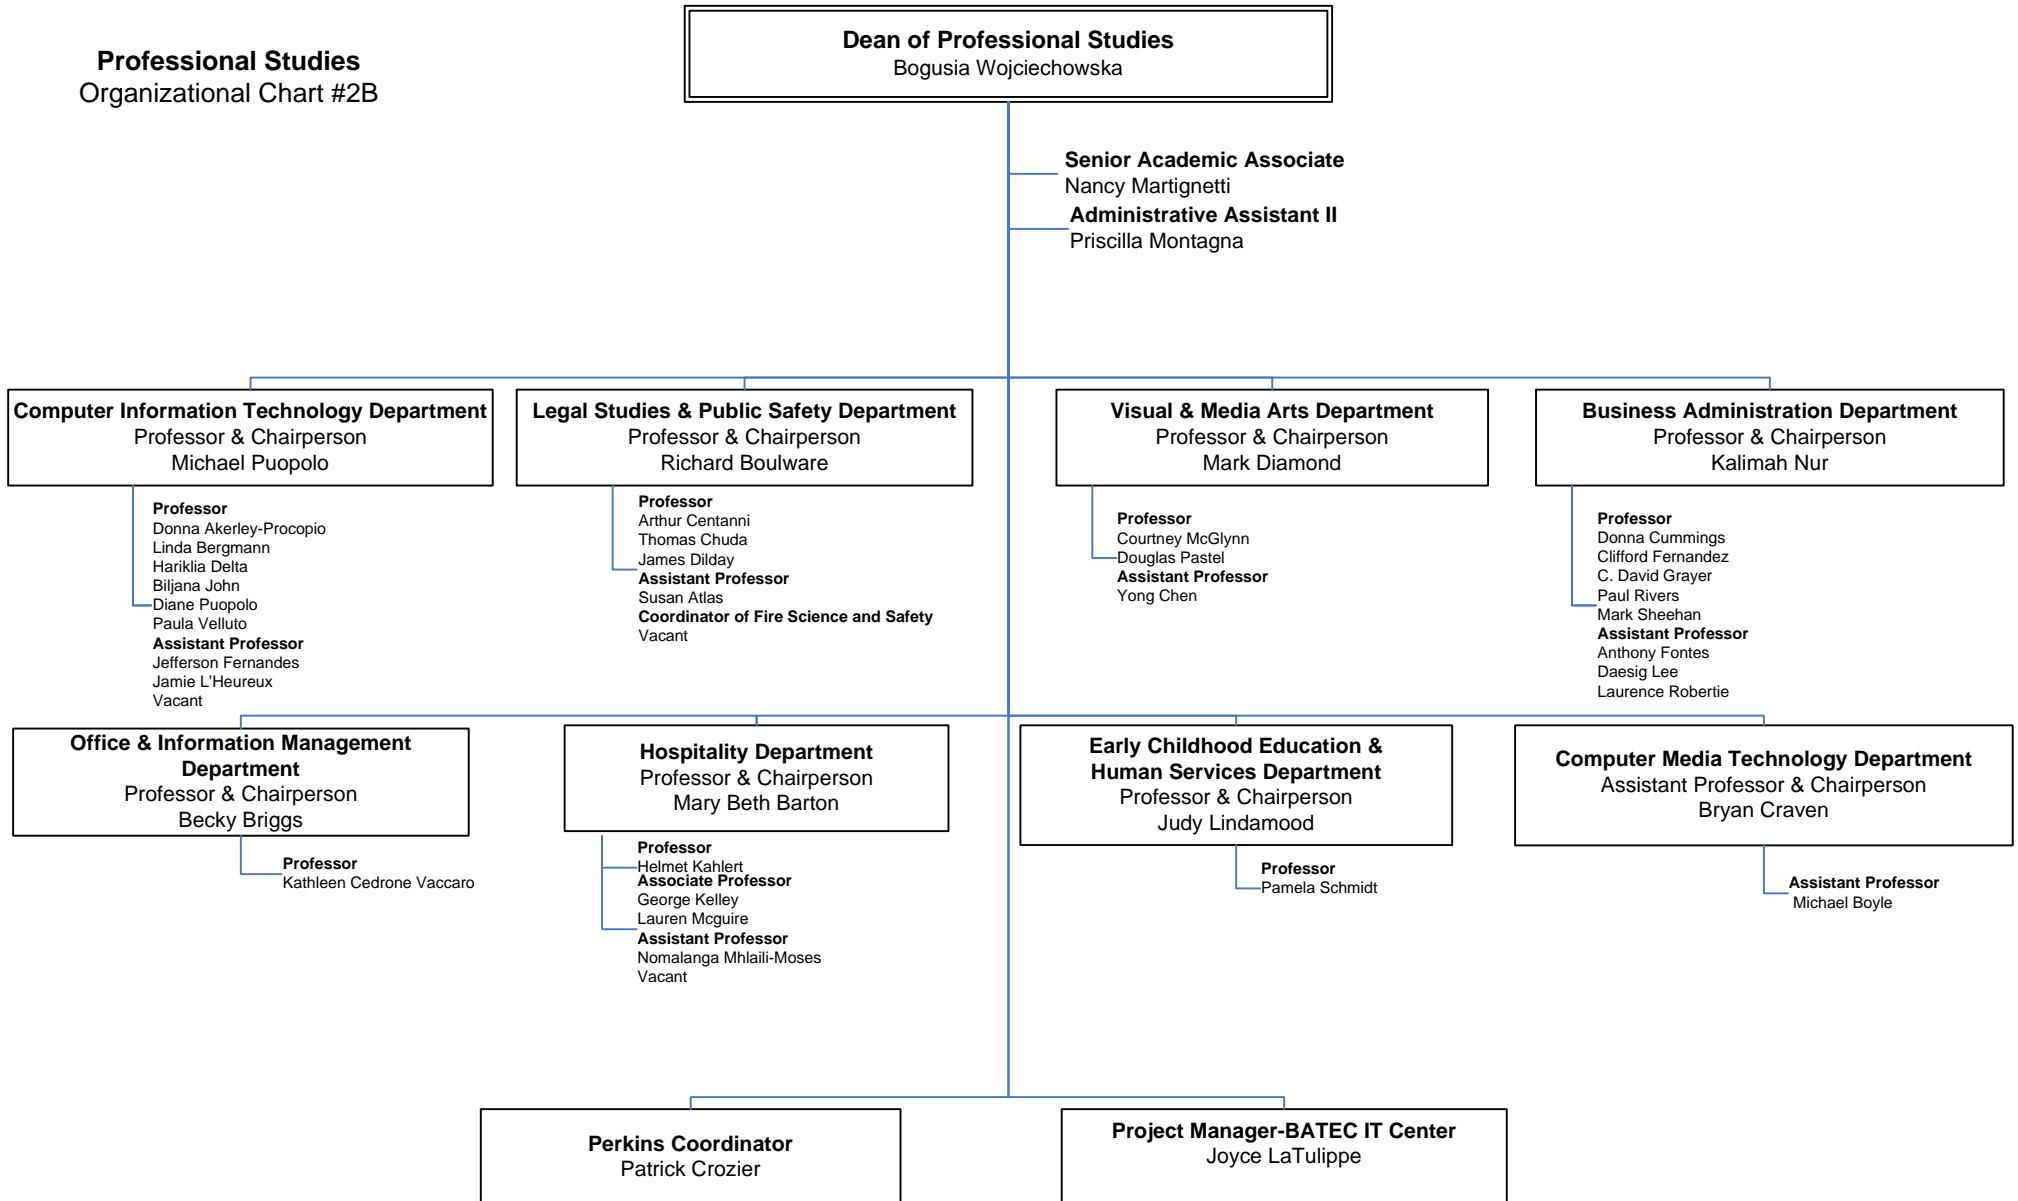 Professional Studies
Organizational Chart #2B
Dean of Professional Studies
Bogusia Wojciechowska
Senior Academic Associate
Nancy Martignetti
Administrative Assistant II
Priscilla Montagna
Computer Information Technology Department
Professor & Chairperson
Michael Puopolo
Professor
Donna Akerley-Procopio
Linda Bergmann
Hariklia Delta
Biljana John
Diane Puopolo
Paula Velluto
Assistant Professor
Jefferson Fernandes
Jamie L’Heureux
Vacant
Legal Studies & Public Safety Department
Professor & Chairperson
Richard Boulware
Professor
Arthur Centanni
Thomas Chuda
James Dilday
Assistant Professor
Susan Atlas
Coordinator of Fire Science and Safety
Vacant
Visual & Media Arts Department
Professor & Chairperson
Mark Diamond
Professor
Courtney McGlynn
Douglas Pastel
Assistant Professor
Yong Chen
Business Administration Department
Professor & Chairperson
Kalimah Nur
Professor
Donna Cummings
Clifford Fernandez
C. David Grayer
Paul Rivers
Mark Sheehan
Assistant Professor
Anthony Fontes
Daesig Lee
Laurence Robertie
Office & Information Management
Department
Professor & Chairperson
Becky Briggs
Professor
Kathleen Cedrone Vaccaro
Hospitality Department
Professor & Chairperson
Mary Beth Barton
Professor
Helmet Kahlert
Associate Professor
George Kelley
Lauren Mcguire
Assistant Professor
Nomalanga Mhlaili-Moses
Vacant
Early Childhood Education &
Human Services Department
Professor & Chairperson
Judy Lindamood
Professor
Pamela Schmidt
Computer Media Technology Department
Assistant Professor & Chairperson
Bryan Craven
Assistant Professor
Michael Boyle
Perkins Coordinator
Patrick Crozier
Project Manager-BATEC IT Center
Joyce LaTulippe